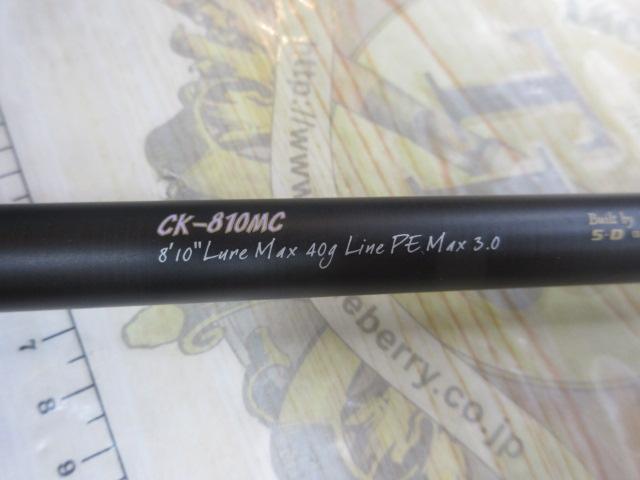 http://www
CK-810MC
8'10" Lure Max 40g Line PE Max 3.0
Built by
S·D
eberry.co.jp
7
8
9